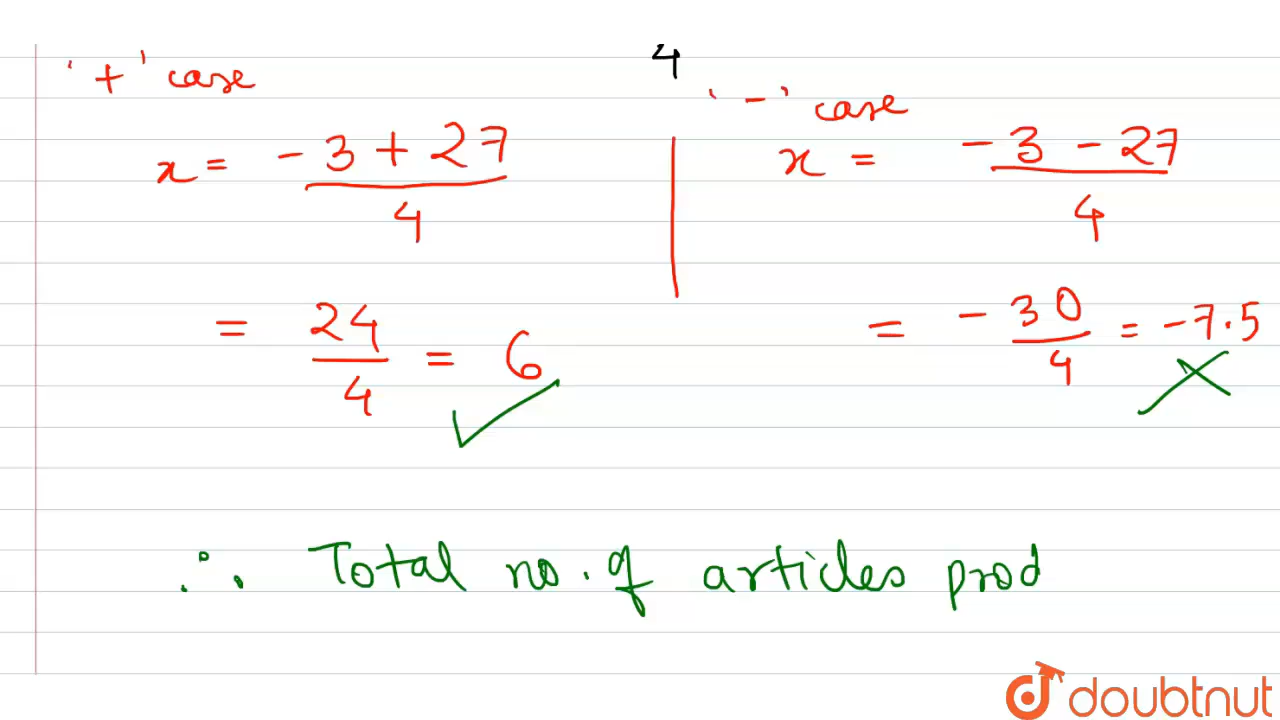 4
'+' case
x = -3+27/4
= 24/4 = 6
'-' case
x = -3-27/4
= -30/4 = -7.5
∴ Total no. of articles prod
doubtnut